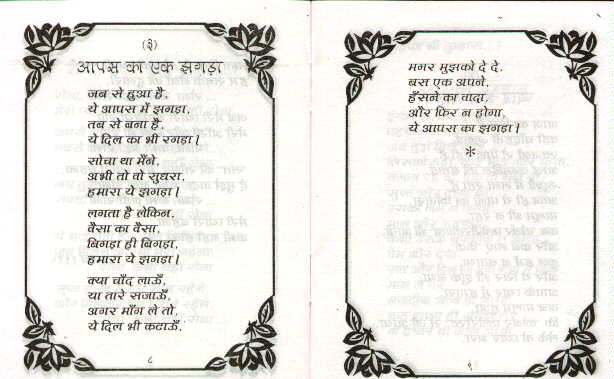 (३)
आपस का एक झगड़ा
जब से हुआ है,
ये आपस में झगड़ा,
तब से बना है,
ये दिल का भी रगड़ा।
सोचा था मैंने,
अभी तो वो सुधरा,
हमारा ये झगड़ा।
लगता है लेकिन,
वैसा का वैसा,
बिगड़ा ही बिगड़ा,
हमारा ये झगड़ा।
क्या चाँद लाऊँ,
या तारे सजाऊँ,
अगर माँग ले तो,
ये दिल भी कटाऊँ,
८
मगर मुझको दे दे,
बस एक अपने,
हँसने का वादा,
और फिर न होगा,
ये आपस का झगड़ा।
*
९